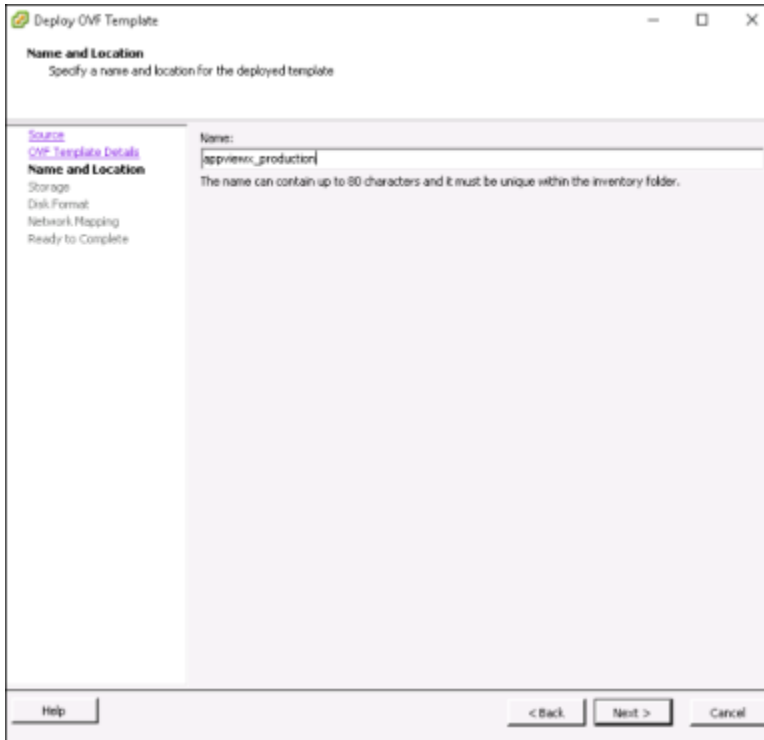 Deploy OVF Template
Name and Location
Specify a name and location for the deployed template
Source
OVF Template Details
Name and Location
Storage
Disk Format
Network Mapping
Ready to Complete
Name:
appviewx_production
The name can contain up to 80 characters and it must be unique within the inventory folder.
Help
< Back
Next >
Cancel